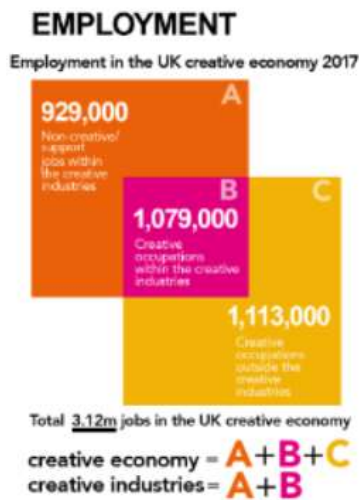 EMPLOYMENT
Employment in the UK creative economy 2017
A
929,000
Non-creative/
support
jobs within
the creative
industries
B
C
1,079,000
Creative
occupations
within the creative
industries
1,113,000
Creative
occupations
outside the
creative
industries
Total 3.12m jobs in the UK creative economy
creative economy = A+B+C
creative industries= A+B